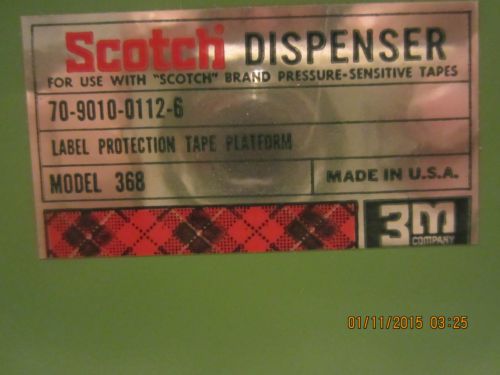 Scotch DISPENSER
FOR USE WITH "SCOTCH" BRAND PRESSURE-SENSITIVE TAPES
70-9010-0112-6
LABEL PROTECTION TAPE PLATFORM
MODEL 368
MADE IN U.S.A.
3M
COMPANY
01/11/2015 03:25